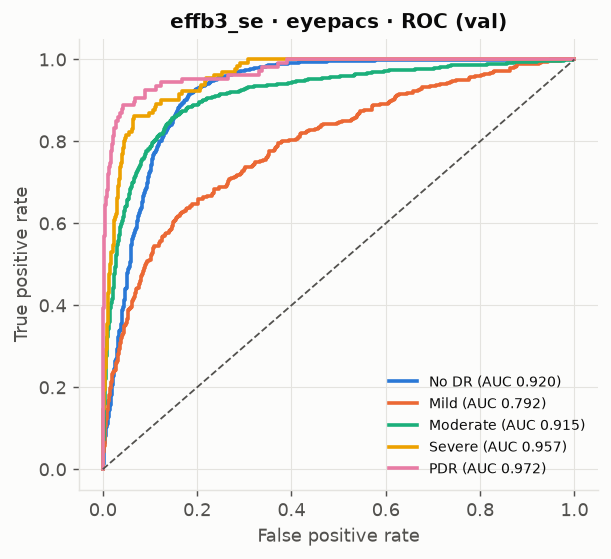 effb3_se · eyepacs · ROC (val)
True positive rate
1.0
0.8
0.6
0.4
0.2
0.0
No DR (AUC 0.920)
Mild (AUC 0.792)
Moderate (AUC 0.915)
Severe (AUC 0.957)
PDR (AUC 0.972)
0.0 0.2 0.4 0.6 0.8 1.0
False positive rate